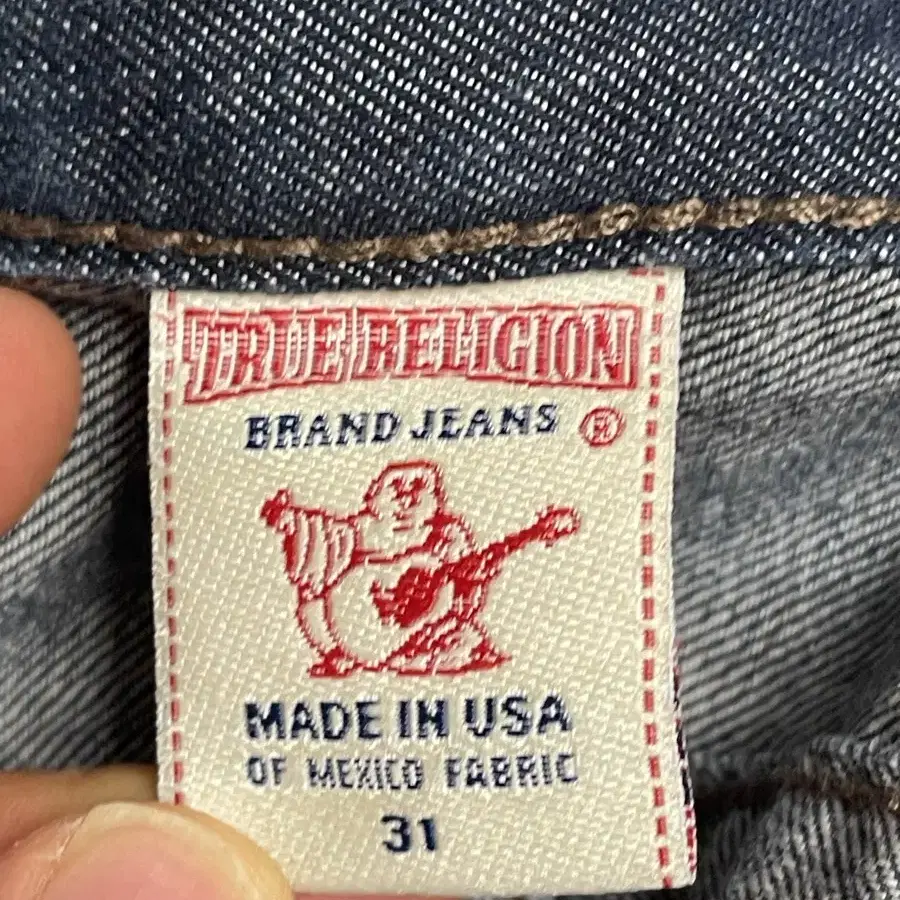 TRUE RELIGION
BRAND JEANS ®
MADE IN USA
OF MEXICO FABRIC
31